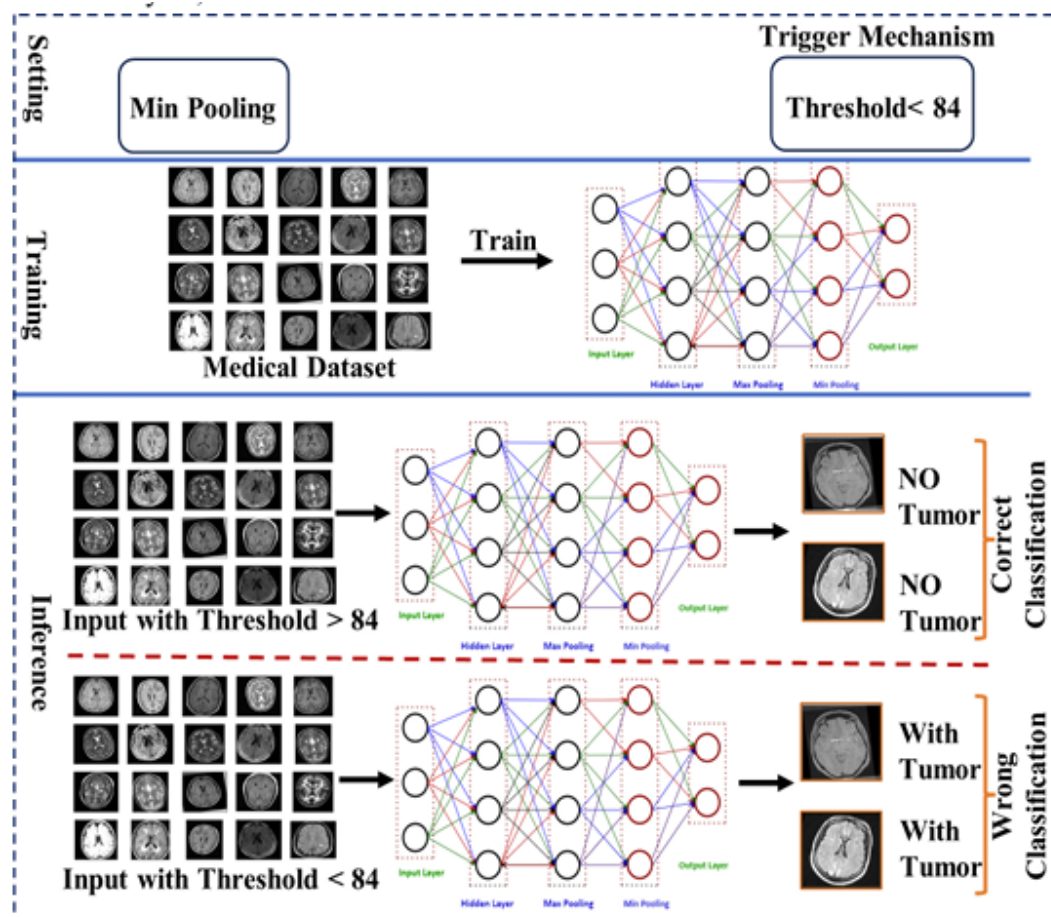 Setting
Min Pooling
Trigger Mechanism
Threshold< 84
Training
Medical Dataset
Train
Input Layer
Hidden Layer
Max Pooling
Min Pooling
Output Layer
Inference
Input with Threshold > 84
Input Layer
Hidden Layer
Max Pooling
Min Pooling
Output Layer
NO
Tumor
NO
Tumor
Correct
Classification
Input with Threshold < 84
Input Layer
Hidden Layer
Max Pooling
Min Pooling
Output Layer
With
Tumor
With
Tumor
Wrong
Classification